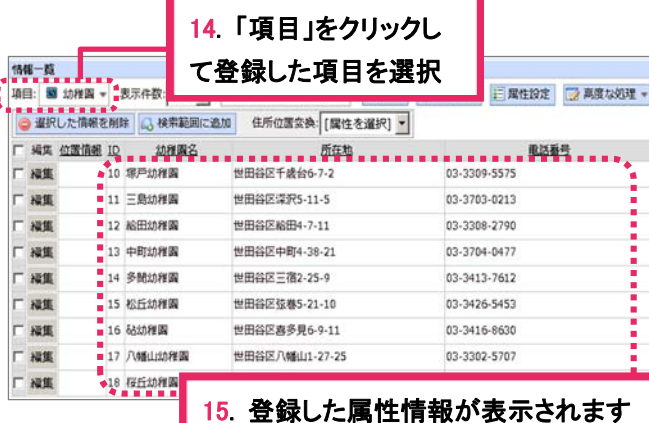 14. 「項目」をクリックし
て登録した項目を選択
情報一覧
項目: 幼稚園 表示件数: 属性設定 高度な処理
選択した情報を削除 検索範囲に追加 住所位置変換: [属性を選択]
編集 位置情報 ID 幼稚園名 所在地 電話番号
編集 10 塚戸幼稚園 世田谷区千歳台6-7-2 03-3309-5575
編集 11 三島幼稚園 世田谷区深沢5-11-5 03-3703-0213
編集 12 給田幼稚園 世田谷区給田4-7-11 03-3308-2790
編集 13 中町幼稚園 世田谷区中町4-38-21 03-3704-0477
編集 14 多聞幼稚園 世田谷区三宿2-25-9 03-3413-7612
編集 15 松丘幼稚園 世田谷区弦巻5-21-10 03-3426-5453
編集 16 砧幼稚園 世田谷区喜多見6-9-11 03-3416-8630
編集 17 八幡山幼稚園 世田谷区八幡山1-27-25 03-3302-5707
編集 18 桜丘幼稚園
15. 登録した属性情報が表示されます